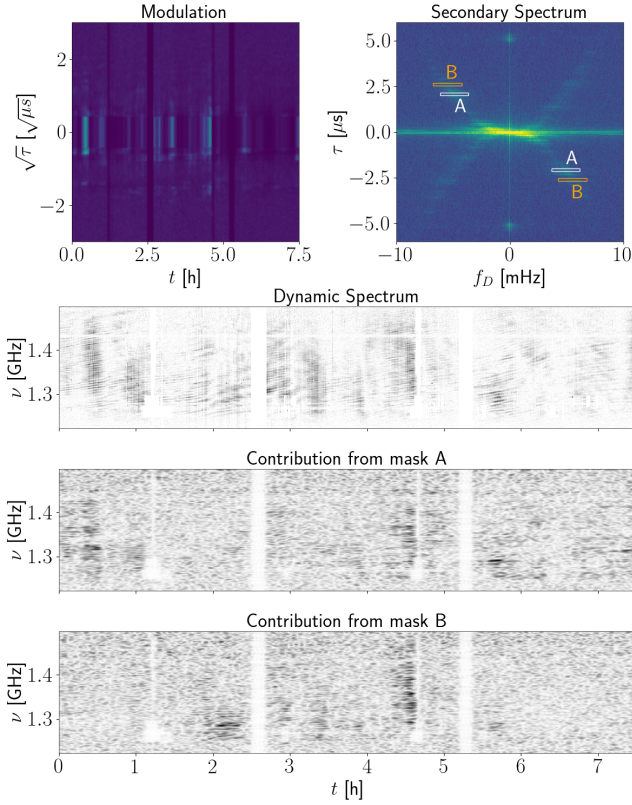 Modulation
Secondary Spectrum
√τ [√μs]
2
0
−2
0.0
2.5
5.0
7.5
t [h]
τ [μs]
5.0
2.5
0.0
−2.5
−5.0
B
A
A
B
−10
0
10
f_D [mHz]
Dynamic Spectrum
ν [GHz]
1.4
1.3
Contribution from mask A
ν [GHz]
1.4
1.3
Contribution from mask B
ν [GHz]
1.4
1.3
0 1 2 3 4 5 6 7
t [h]